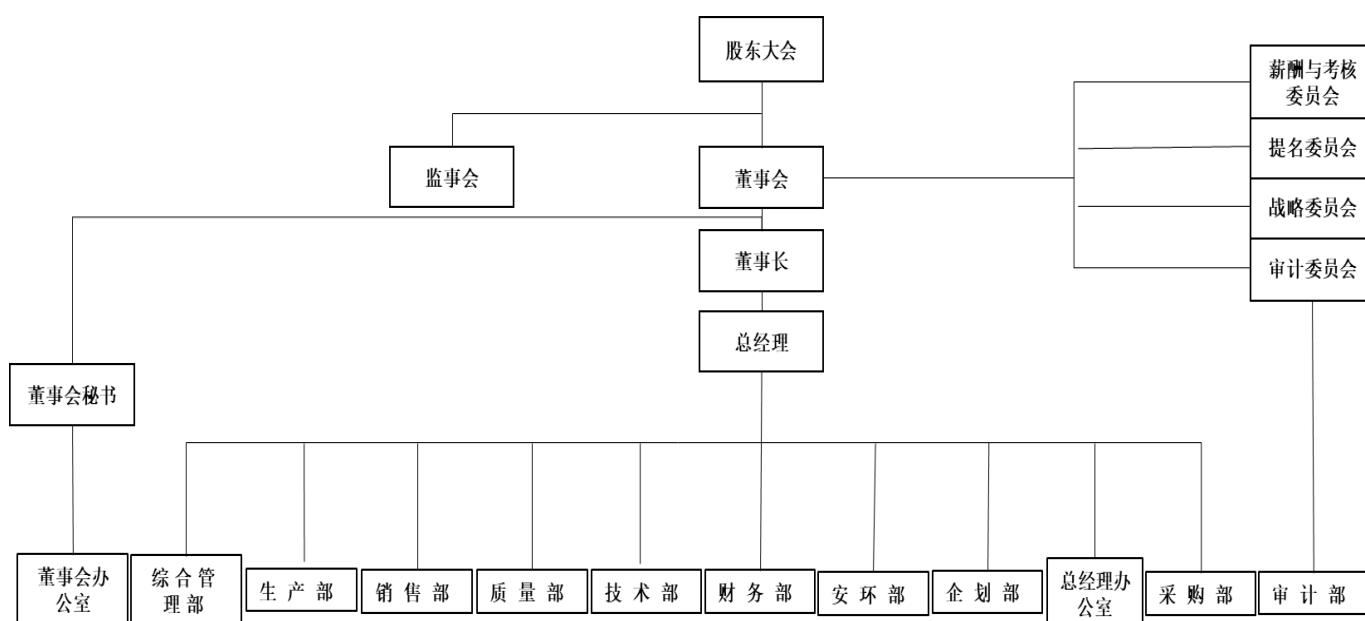 股东大会
薪酬与考核
委员会
提名委员会
监事会
董事会
战略委员会
董事长
审计委员会
总经理
董事会秘书
董事会办
公室
综合管
理部
生产部
销售部
质量部
技术部
财务部
安环部
企划部
总经理办
公室
采购部
审计部